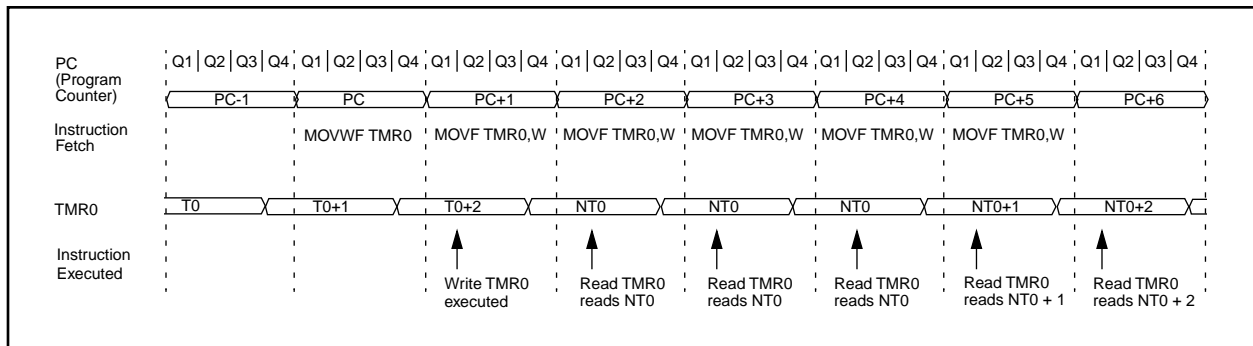 PC
(Program
Counter)
Q1 Q2 Q3 Q4 Q1 Q2 Q3 Q4 Q1 Q2 Q3 Q4 Q1 Q2 Q3 Q4 Q1 Q2 Q3 Q4 Q1 Q2 Q3 Q4 Q1 Q2 Q3 Q4 Q1 Q2 Q3 Q4
PC-1 PC PC+1 PC+2 PC+3 PC+4 PC+5 PC+6
Instruction
Fetch
MOVWF TMR0 MOVF TMR0,W MOVF TMR0,W MOVF TMR0,W MOVF TMR0,W MOVF TMR0,W
TMR0
T0 T0+1 T0+2 NT0 NT0 NT0 NT0+1 NT0+2
Instruction
Executed
Write TMR0
executed
Read TMR0
reads NT0
Read TMR0
reads NT0
Read TMR0
reads NT0
Read TMR0
reads NT0 + 1
Read TMR0
reads NT0 + 2